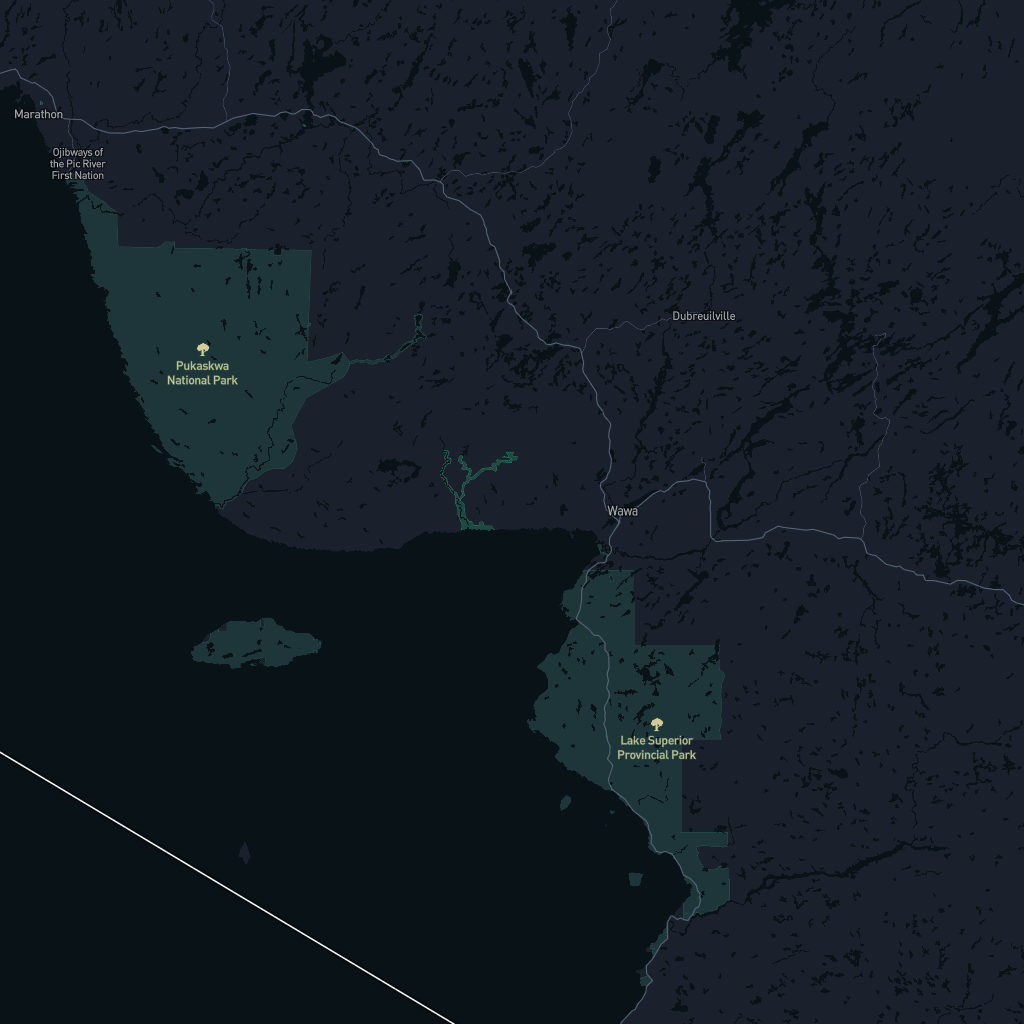 Marathon
Ojibways of
the Pic River
First Nation
Dubreuilville
Pukaskwa
National Park
Wawa
Lake Superior
Provincial Park